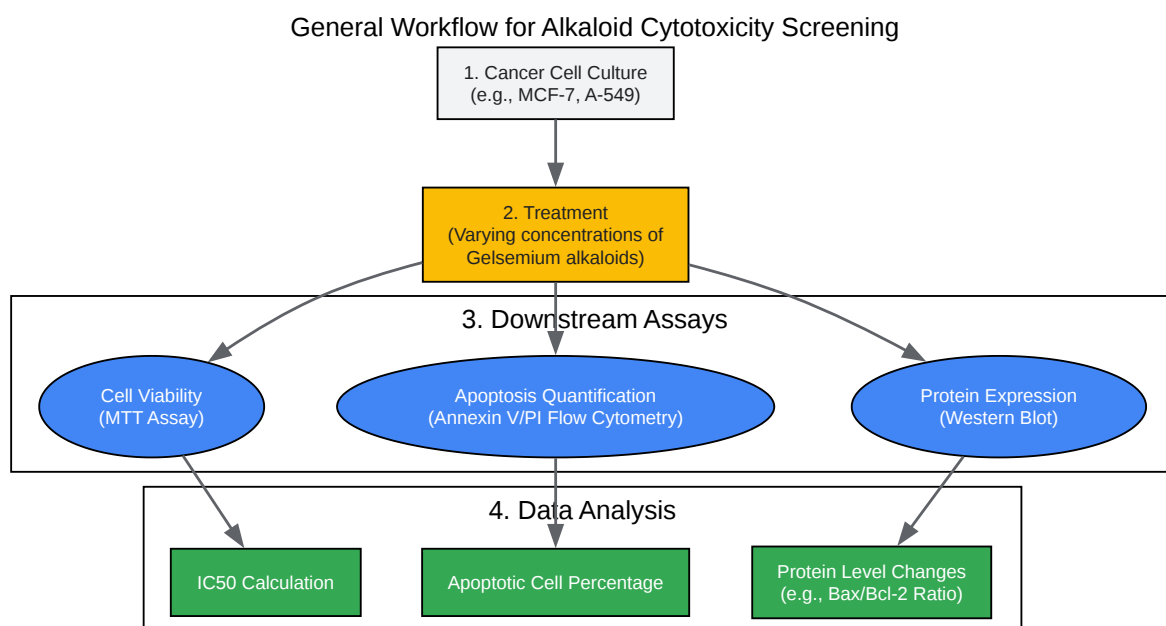 General Workflow for Alkaloid Cytotoxicity Screening
1. Cancer Cell Culture
(e.g., MCF-7, A-549)
2. Treatment
(Varying concentrations of
Gelsemium alkaloids)
3. Downstream Assays
Cell Viability
(MTT Assay)
Apoptosis Quantification
(Annexin V/PI Flow Cytometry)
Protein Expression
(Western Blot)
4. Data Analysis
IC50 Calculation
Apoptotic Cell Percentage
Protein Level Changes
(e.g., Bax/Bcl-2 Ratio)